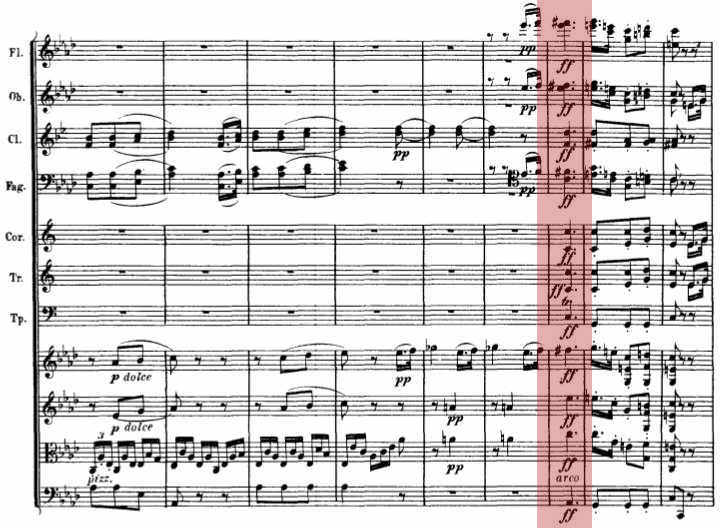 Fl.
pp
ff
Ob.
pp
ff
Cl.
pp
ff
Fag.
pp
ff
Cor.
ff
Tr.
ff
tr
Tp.
ff
p dolce
pp
ff
p dolce
pp
ff
3
pp
ff
pizz.
arco
ff